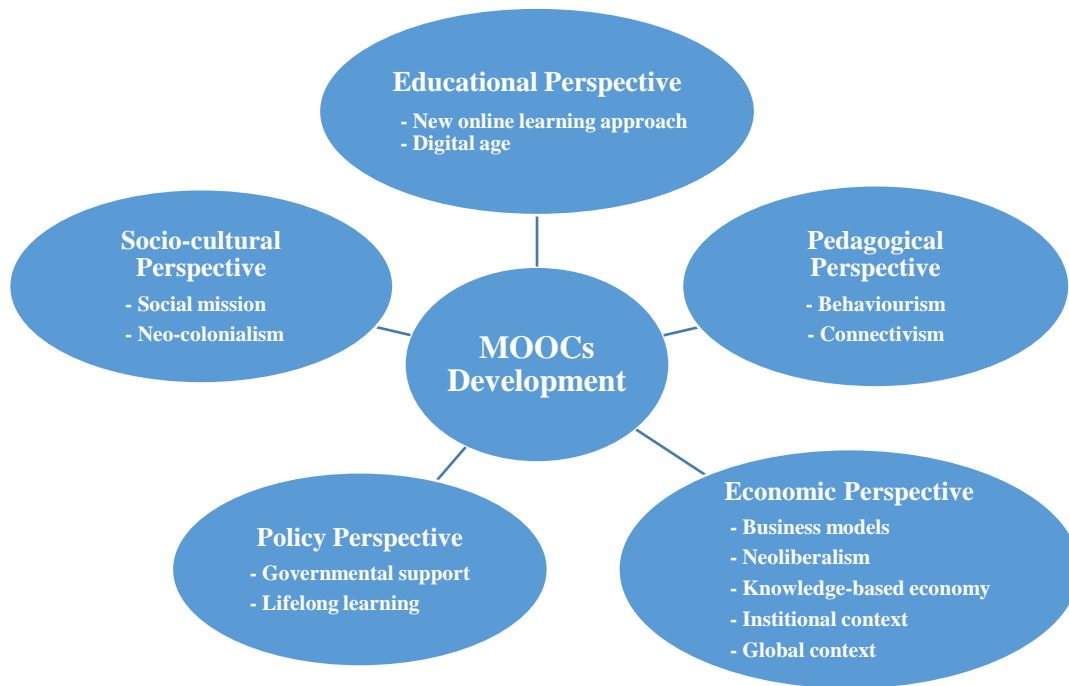 Educational Perspective
- New online learning approach
- Digital age
Socio-cultural
Perspective
- Social mission
- Neo-colonialism
Pedagogical
Perspective
- Behaviourism
- Connectivism
MOOCs
Development
Policy Perspective
- Governmental support
- Lifelong learning
Economic Perspective
- Business models
- Neoliberalism
- Knowledge-based economy
- Institional context
- Global context